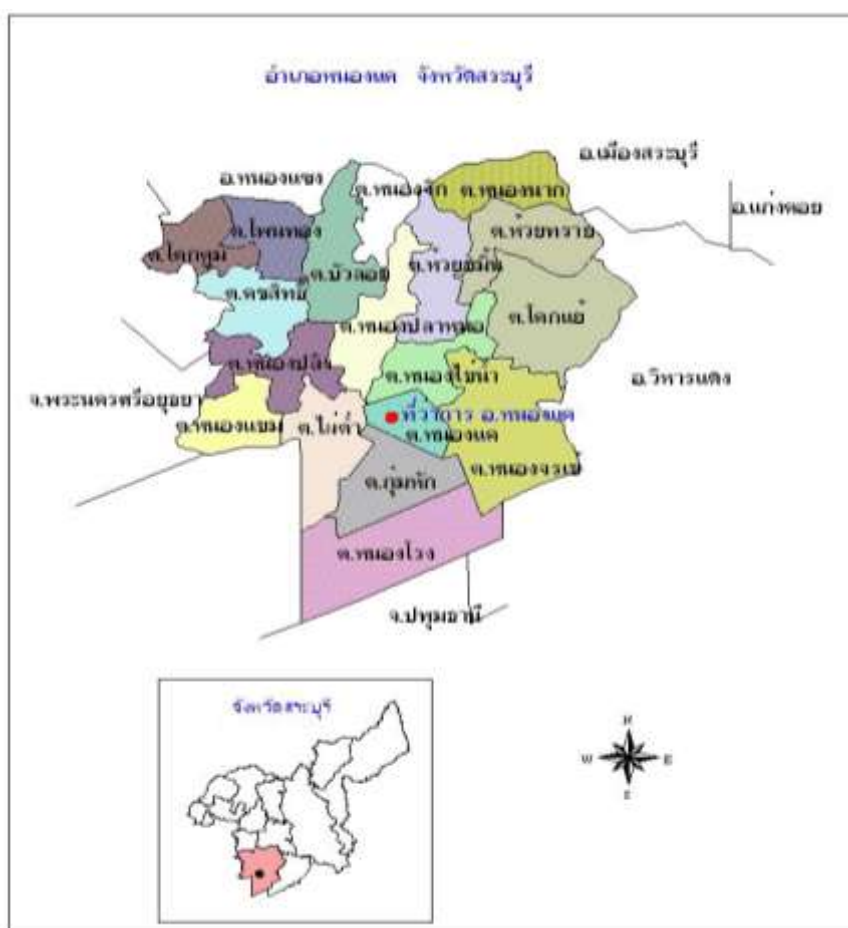 อำเภอหนองแค จังหวัดสระบุรี
อ.เมืองสระบุรี
อ.หนองแซง
ต.หนองจิก
ต.หนองนาก
อ.แก่งคอย
ต.โพนทอง
ต.ห้วยทราย
ต.โคกตูม
ต.บัวลอย
ต.ห้วยขมิ้น
ต.คชสิทธิ์
ต.หนองปลาหมอ
ต.โคกแย้
ต.หนองปลิง
ต.หนองไข่น้ำ
อ.วิหารแดง
จ.พระนครศรีอยุธยา
ที่ว่าการ อ.หนองแค
ต.หนองแขม
ต.ไผ่ต่ำ
ต.หนองแค
ต.หนองจรเข้
ต.กุ่มหัก
ต.หนองโรง
จ.ปทุมธานี
จังหวัดสระบุรี
N
W E
S